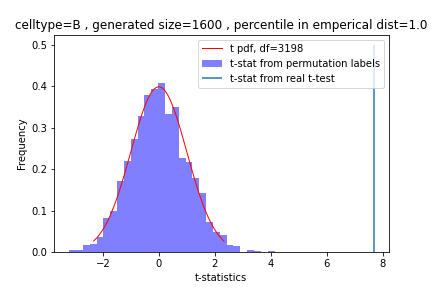 celltype=B , generated size=1600 , percentile in emperical dist=1.0
0.5
t pdf, df=3198
t-stat from permutation labels
t-stat from real t-test
0.4
0.3
0.2
0.1
0.0
Frequency
−2
0
2
4
6
8
t-statistics